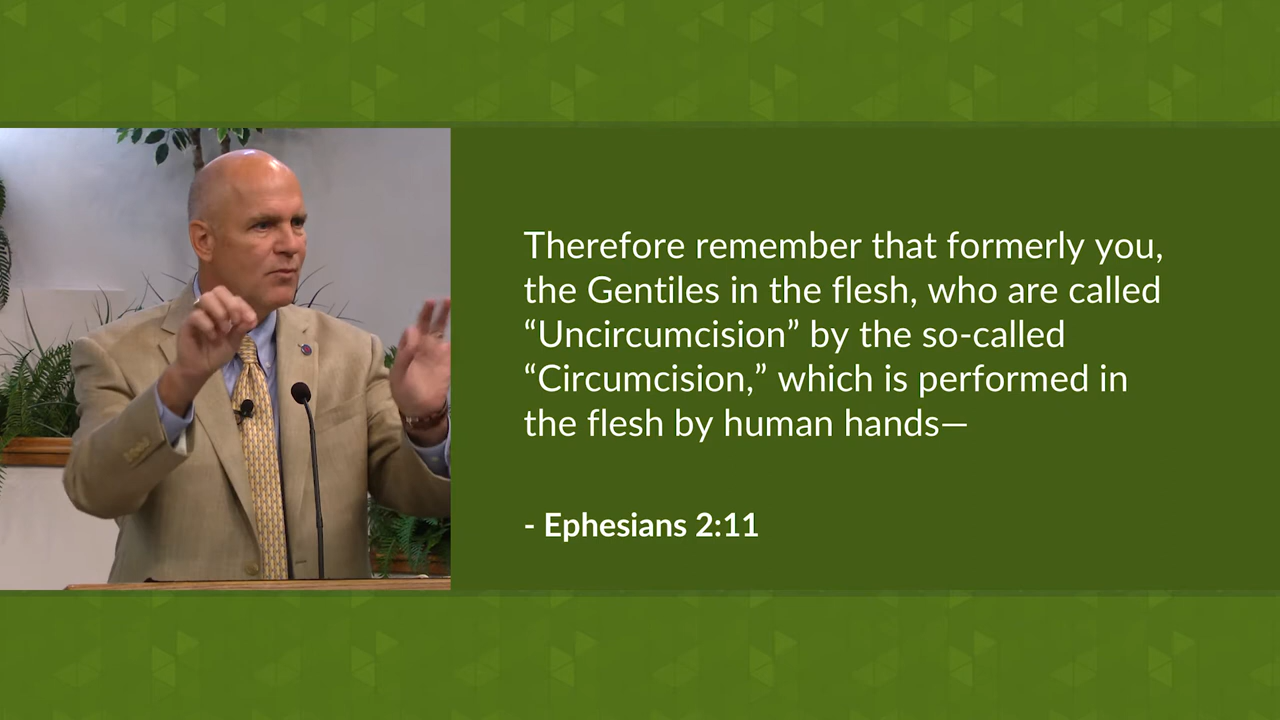 Therefore remember that formerly you,
the Gentiles in the flesh, who are called
“Uncircumcision” by the so-called
“Circumcision,” which is performed in
the flesh by human hands—
- Ephesians 2:11